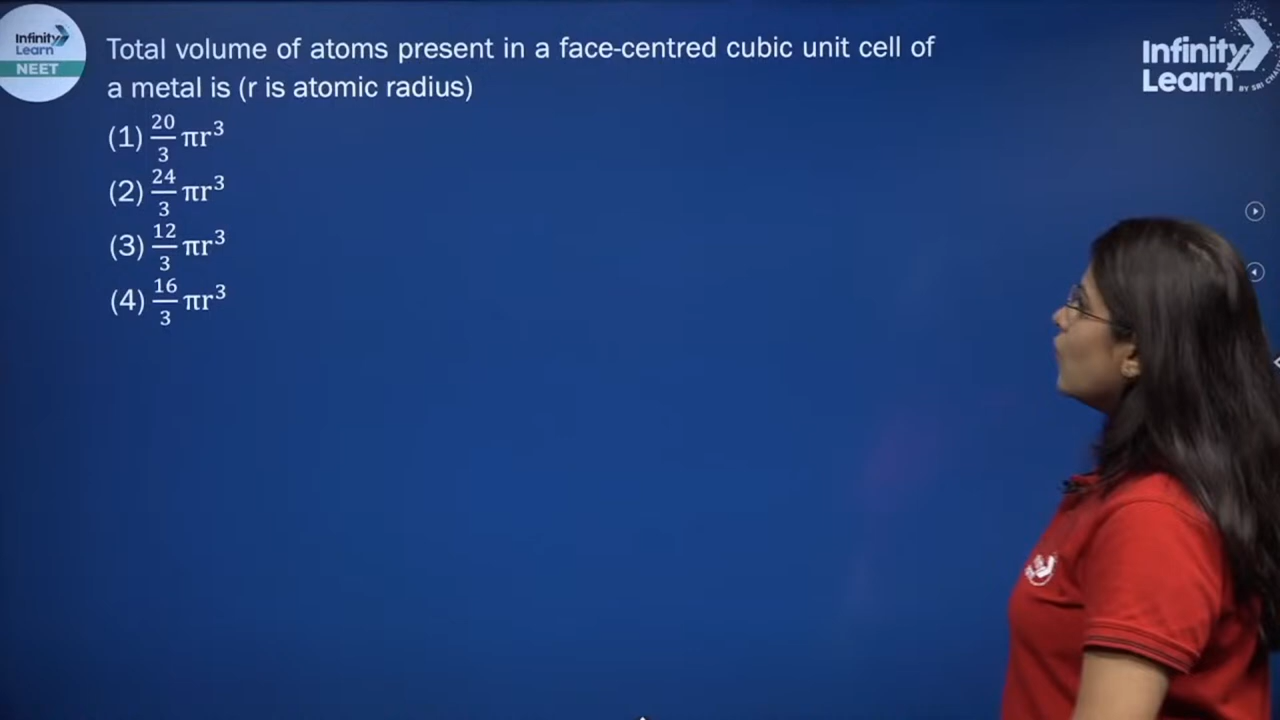 Infinity
Learn
NEET
Total volume of atoms present in a face-centred cubic unit cell of
a metal is (r is atomic radius)
(1) 20/3 πr³
(2) 24/3 πr³
(3) 12/3 πr³
(4) 16/3 πr³
Infinity
Learn
BY SRI